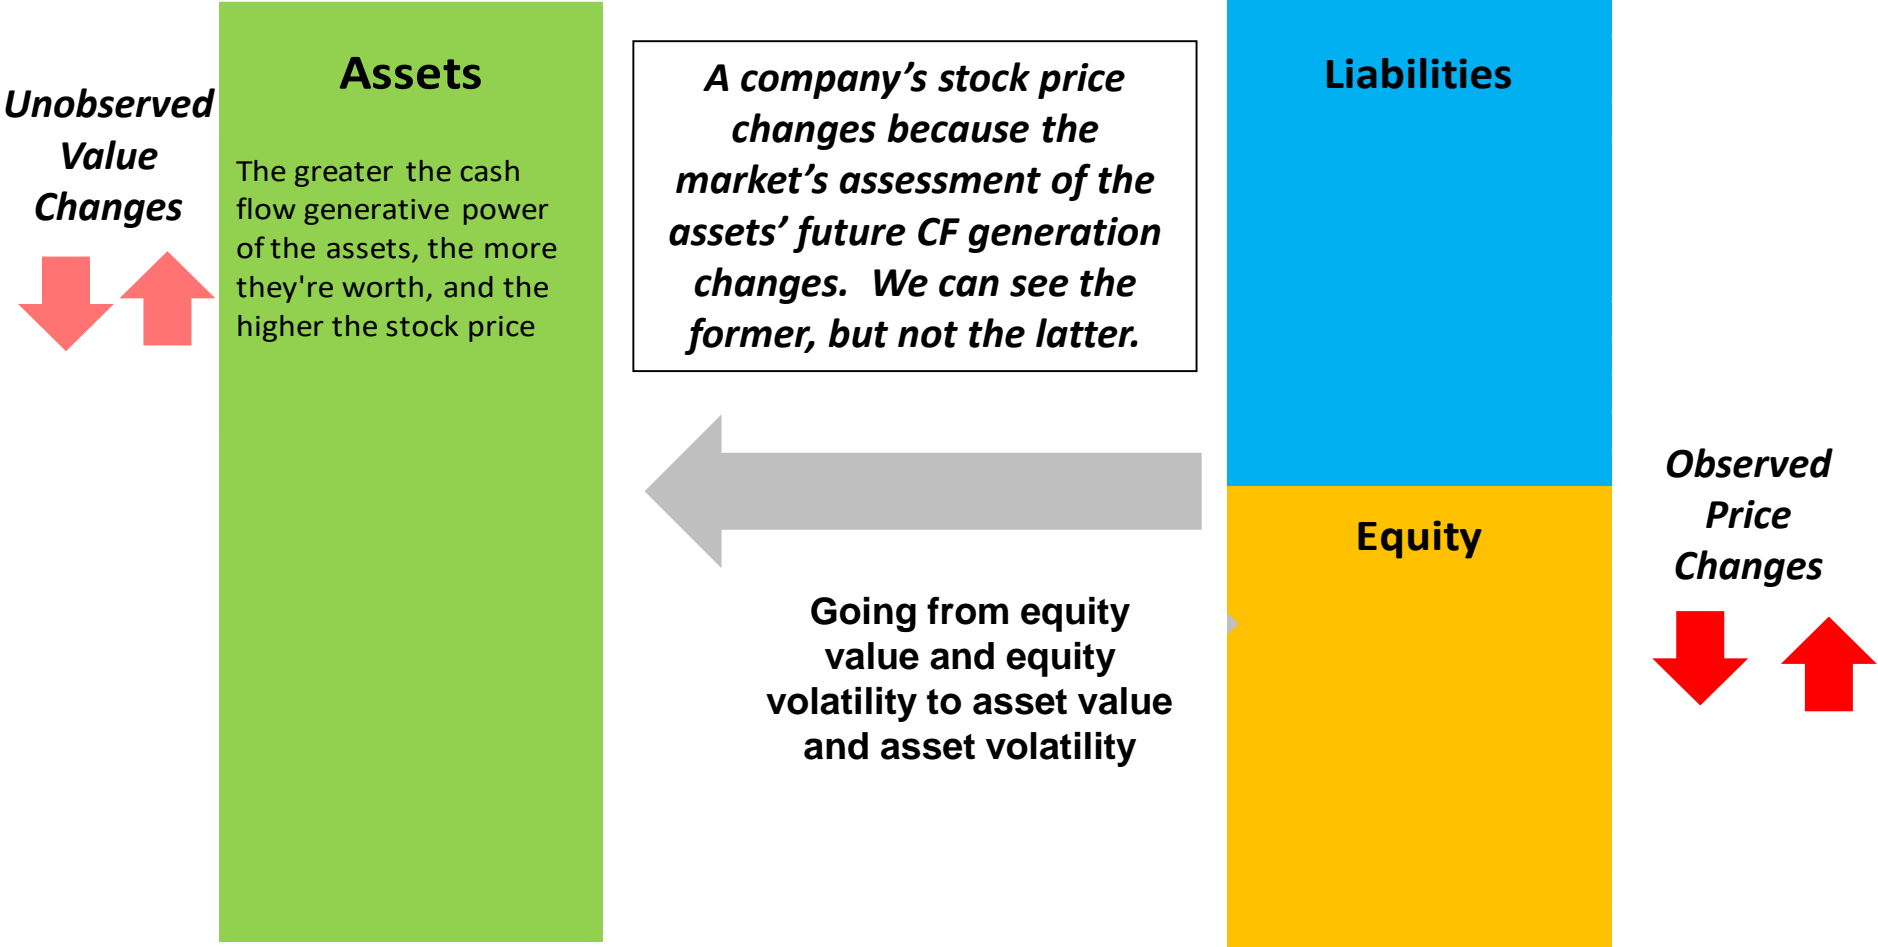 Unobserved
Value
Changes
Assets
The greater the cash
flow generative power
of the assets, the more
they're worth, and the
higher the stock price
A company’s stock price
changes because the
market’s assessment of the
assets’ future CF generation
changes.  We can see the
former, but not the latter.
Going from equity
value and equity
volatility to asset value
and asset volatility
Liabilities
Equity
Observed
Price
Changes